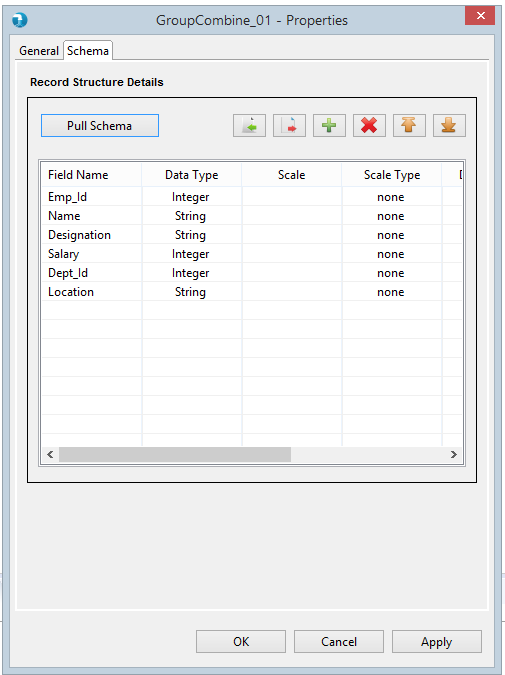 GroupCombine_01 - Properties
General Schema
Record Structure Details
Pull Schema
Field Name Data Type Scale Scale Type
Emp_Id Integer none
Name String none
Designation String none
Salary Integer none
Dept_Id Integer none
Location String none
OK Cancel Apply